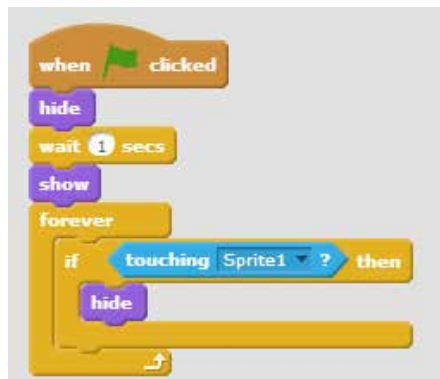 when clicked
hide
wait 1 secs
show
forever
if touching Sprite1 ? then
hide